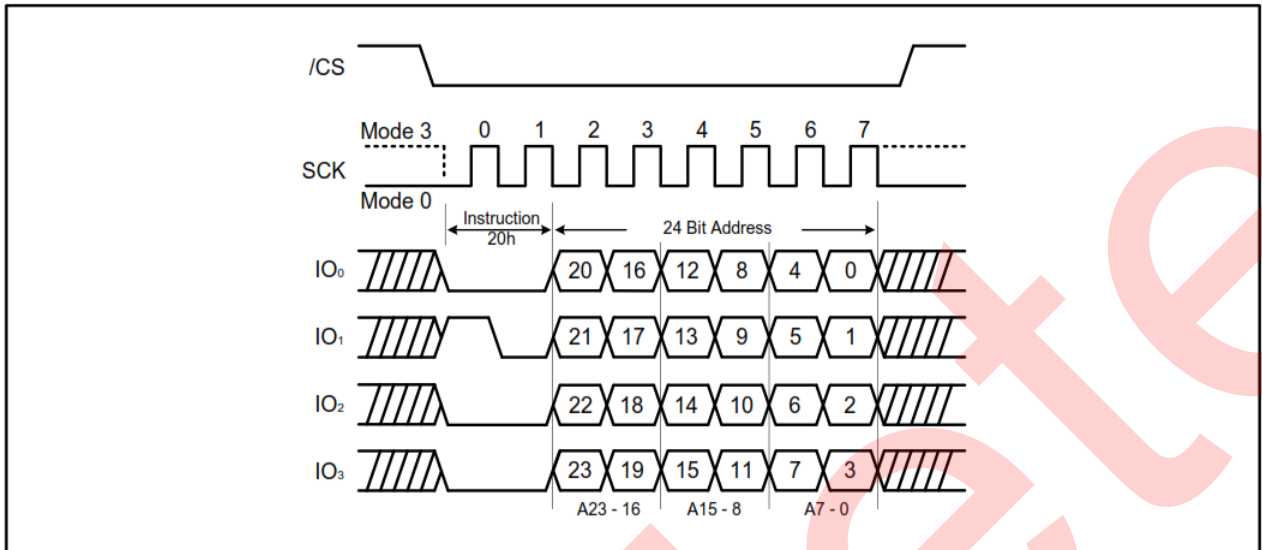 /CS
Mode 3 0 1 2 3 4 5 6 7
SCK
Mode 0
Instruction
20h
24 Bit Address
IO₀ 20 16 12 8 4 0
IO₁ 21 17 13 9 5 1
IO₂ 22 18 14 10 6 2
IO₃ 23 19 15 11 7 3
A23 - 16 A15 - 8 A7 - 0